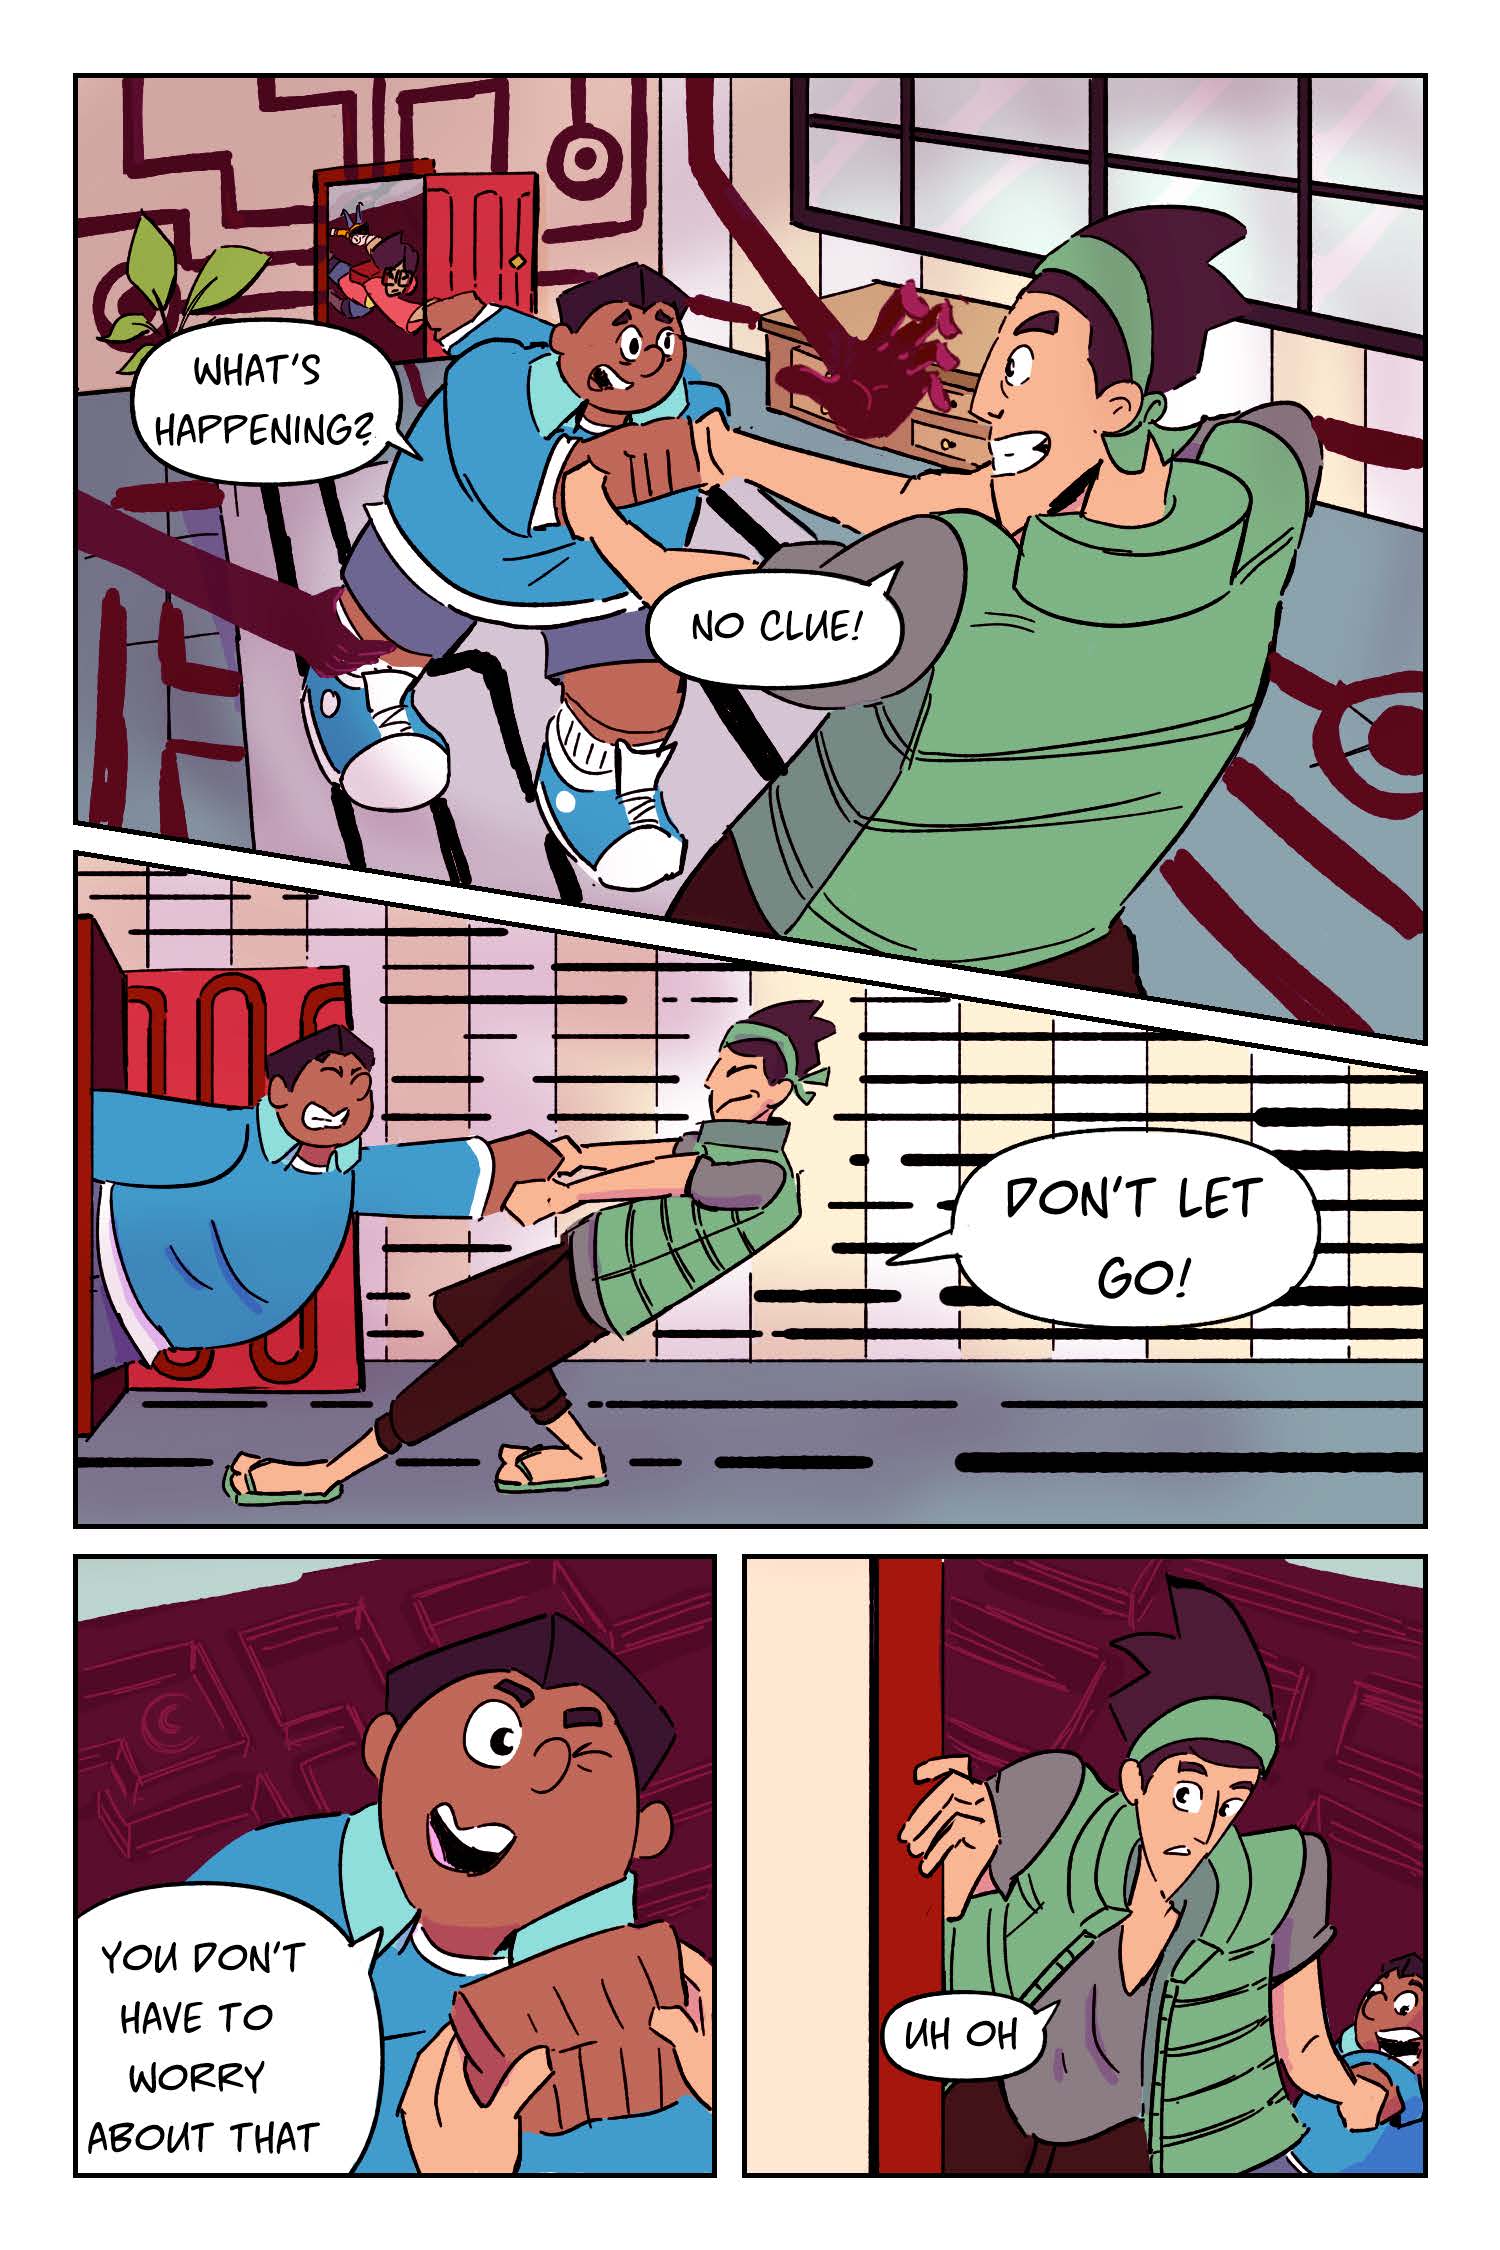 WHAT'S
HAPPENING?
NO CLUE!
DON'T LET
GO!
YOU DON'T
HAVE TO
WORRY
ABOUT THAT
UH OH